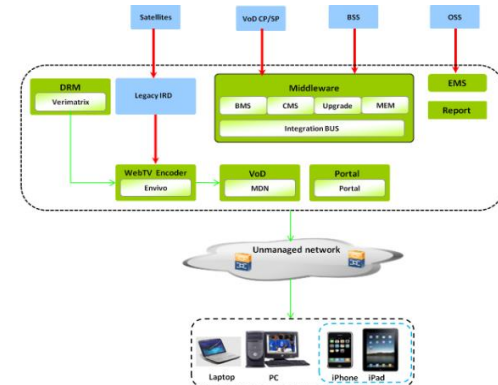 Satellites
VoD CP/SP
BSS
OSS
DRM
Verimatrix
Legacy IRD
Middleware
BMS
CMS
Upgrade
MEM
Integration BUS
EMS
Report
WebTV Encoder
Envivo
VoD
MDN
Portal
Portal
Unmanaged network
Laptop
PC
iPhone
iPad